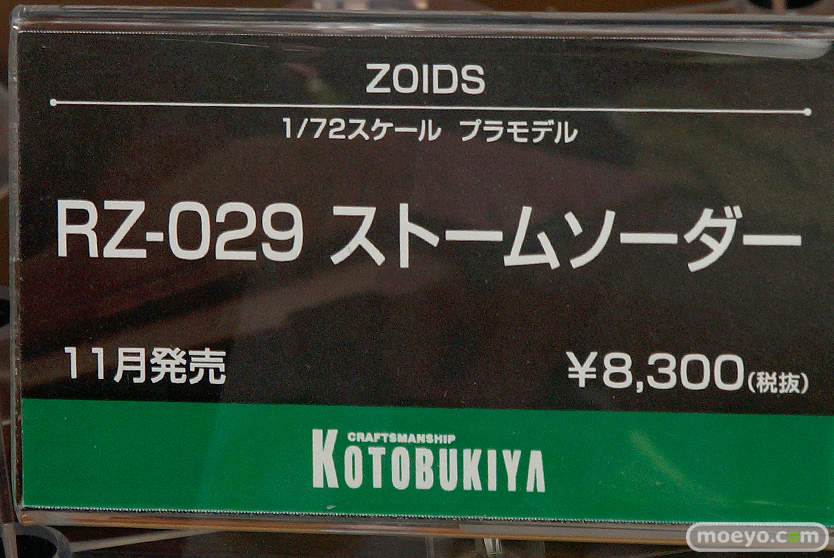 ZOIDS
1/72スケール プラモデル
RZ-029 ストームソーダー
11月発売 ¥8,300(税抜)
CRAFTSMANSHIP
KOTOBUKIYA
moeyo.com